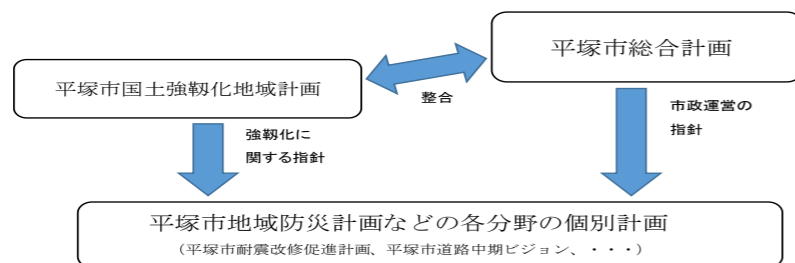 平塚市総合計画
平塚市国土強靱化地域計画
整合
強靱化に
関する指針
市政運営の
指針
平塚市地域防災計画などの各分野の個別計画
（平塚市耐震改修促進計画、平塚市道路中期ビジョン、・・・）